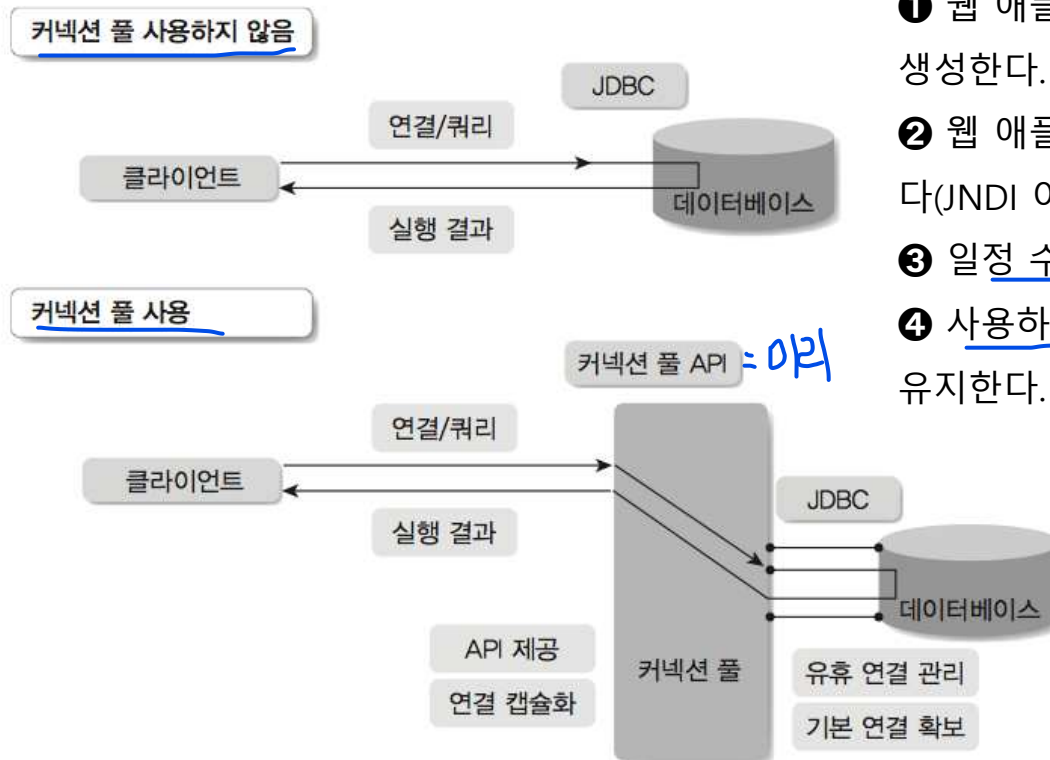 커넥션 풀 사용하지 않음
JDBC
연결/쿼리
클라이언트
데이터베이스
실행 결과
커넥션 풀 사용
커넥션 풀 API = 미리
연결/쿼리
클라이언트
실행 결과
JDBC
데이터베이스
API 제공
연결 캡슐화
커넥션 풀
유휴 연결 관리
기본 연결 확보
❶ 웹 애플
생성한다.
❷ 웹 애플
다(JNDI 이
❸ 일정 수
❹ 사용하
유지한다.